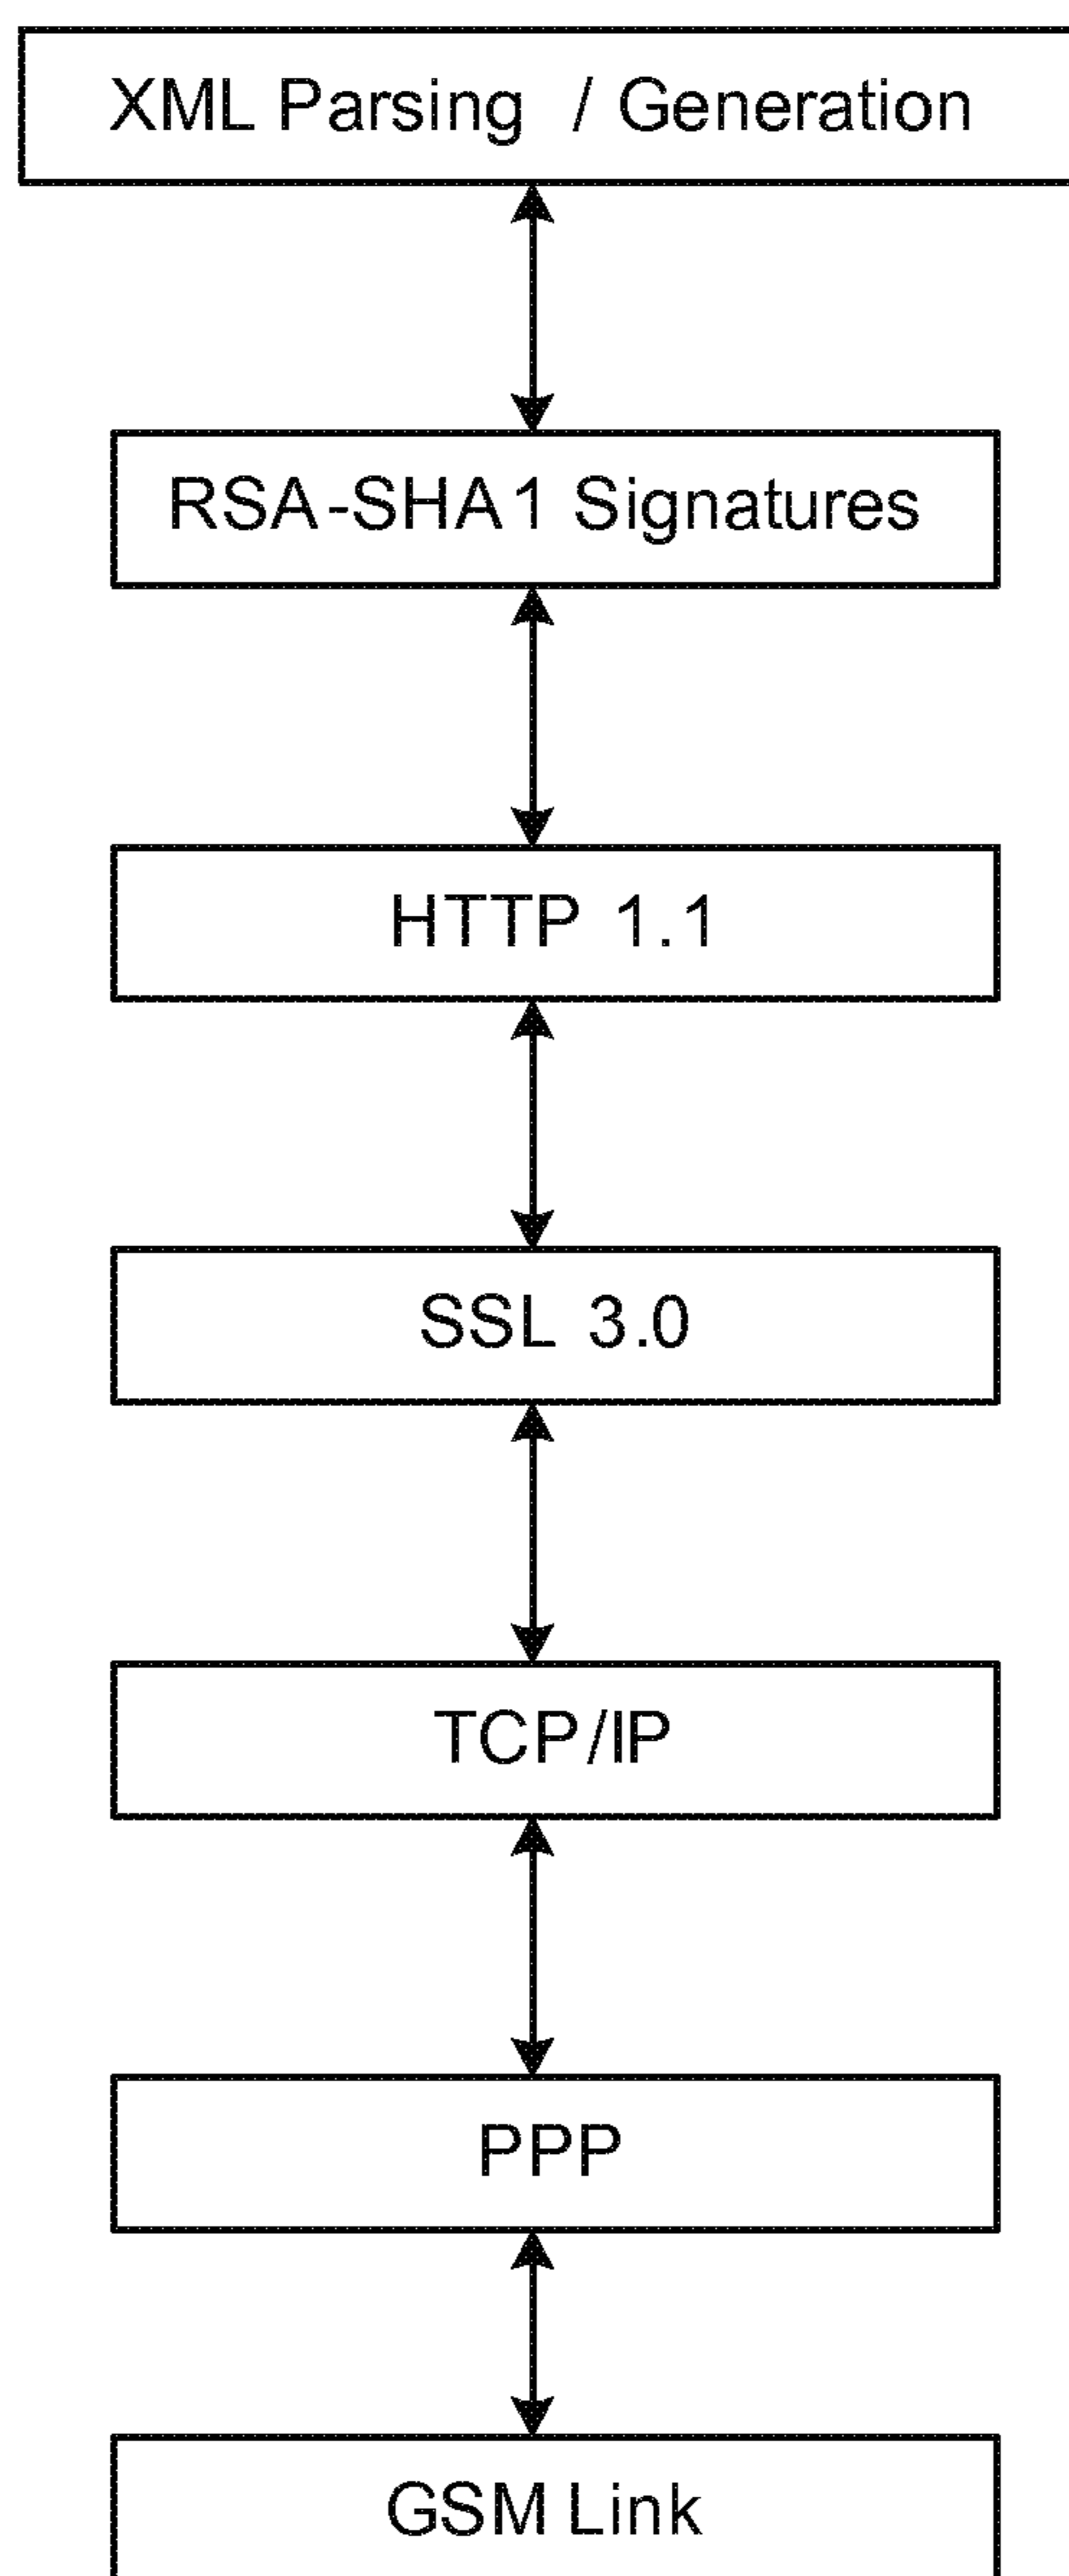 XML Parsing / Generation
RSA-SHA1 Signatures
HTTP 1.1
SSL 3.0
TCP/IP
PPP
GSM Link